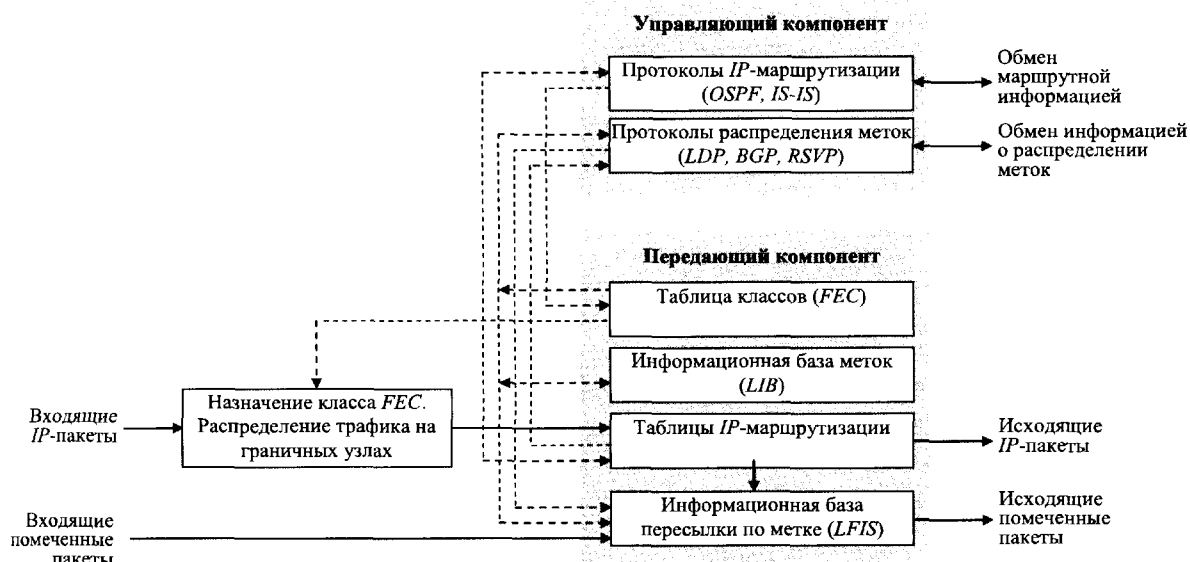 Управляющий компонент
Протоколы IP-маршрутизации
(OSPF, IS-IS)
Обмен
маршрутной
информацией
Протоколы распределения меток
(LDP, BGP, RSVP)
Обмен информацией
о распределении
меток
Передающий компонент
Таблица классов (FEC)
Информационная база меток
(LIB)
Входящие
IP-пакеты
Назначение класса FEC.
Распределение трафика на
граничных узлах
Таблицы IP-маршрутизации
Исходящие
IP-пакеты
Входящие
помеченные
пакеты
Информационная база
пересылки по метке (LFIS)
Исходящие
помеченные
пакеты